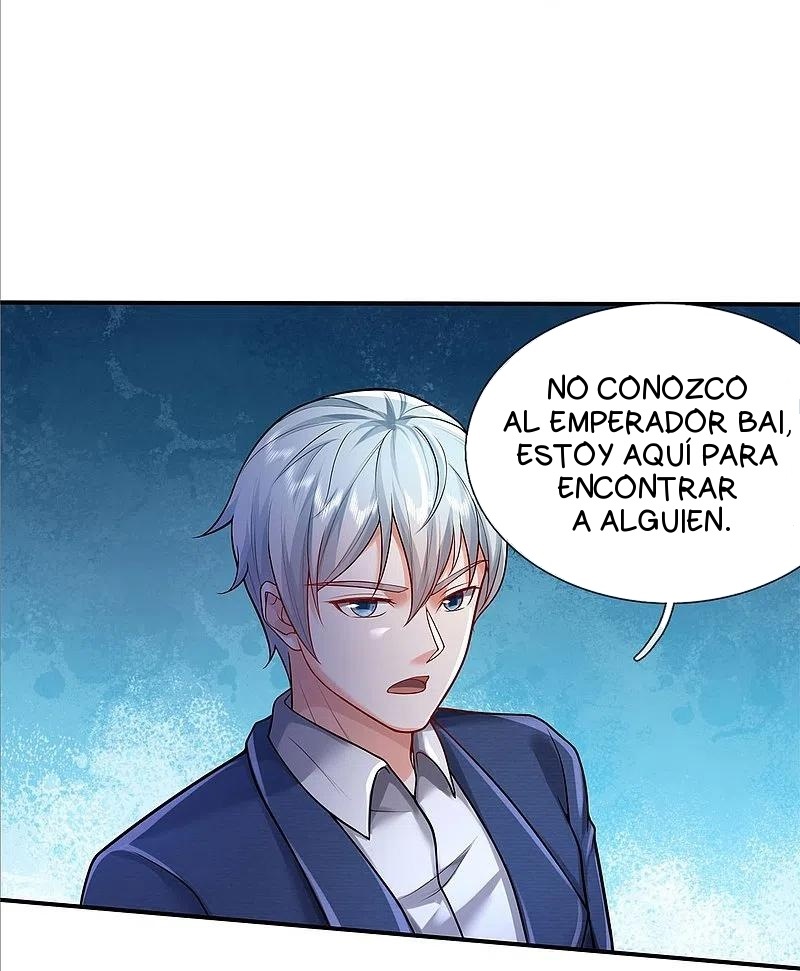 NO CONOZCO
AL EMPERADOR BAI,
ESTOY AQUÍ PARA
ENCONTRAR
A ALGUIEN.